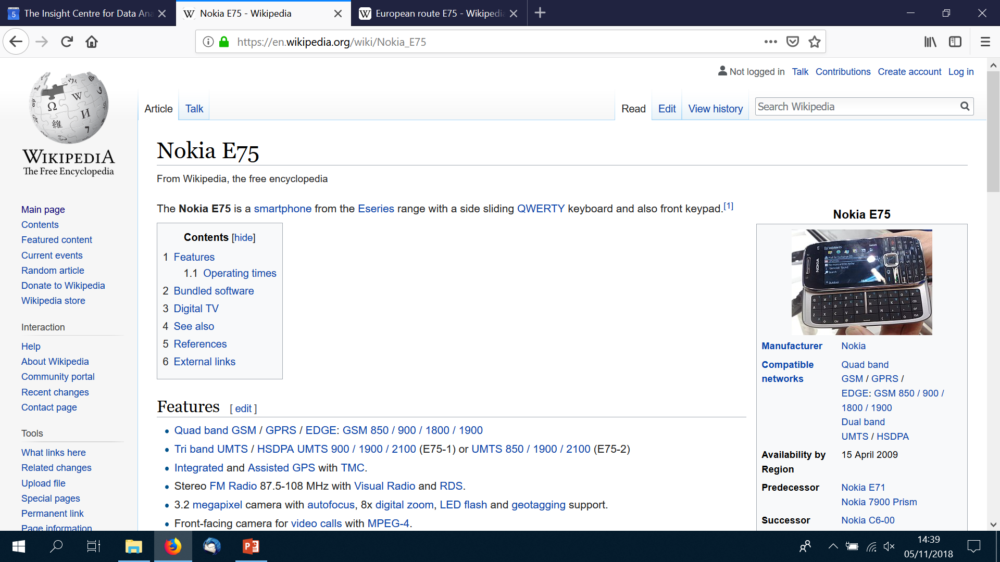 The Insight Centre for Data Ana
Nokia E75 - Wikipedia
European route E75 - Wikipedia
https://en.wikipedia.org/wiki/Nokia_E75
Not logged in Talk Contributions Create account Log in
Article Talk
Read Edit View history Search Wikipedia
WIKIPEDIA
The Free Encyclopedia
Main page
Contents
Featured content
Current events
Random article
Donate to Wikipedia
Wikipedia store
Interaction
Help
About Wikipedia
Community portal
Recent changes
Contact page
Tools
What links here
Related changes
Upload file
Special pages
Permanent link
Page information
Nokia E75
From Wikipedia, the free encyclopedia
The Nokia E75 is a smartphone from the Eseries range with a side sliding QWERTY keyboard and also front keypad.[1]
Contents [hide]
1 Features
1.1 Operating times
2 Bundled software
3 Digital TV
4 See also
5 References
6 External links
Features [ edit ]
Quad band GSM / GPRS / EDGE: GSM 850 / 900 / 1800 / 1900
Tri band UMTS / HSDPA UMTS 900 / 1900 / 2100 (E75-1) or UMTS 850 / 1900 / 2100 (E75-2)
Integrated and Assisted GPS with TMC.
Stereo FM Radio 87.5-108 MHz with Visual Radio and RDS.
3.2 megapixel camera with autofocus, 8x digital zoom, LED flash and geotagging support.
Front-facing camera for video calls with MPEG-4.
Nokia E75
NOKIA
Manufacturer Nokia
Compatible networks Quad band
GSM / GPRS /
EDGE: GSM 850 / 900 /
1800 / 1900
Dual band
UMTS / HSDPA
Availability by Region 15 April 2009
Predecessor Nokia E71
Nokia 7900 Prism
Successor Nokia C6-00
14:39
05/11/2018